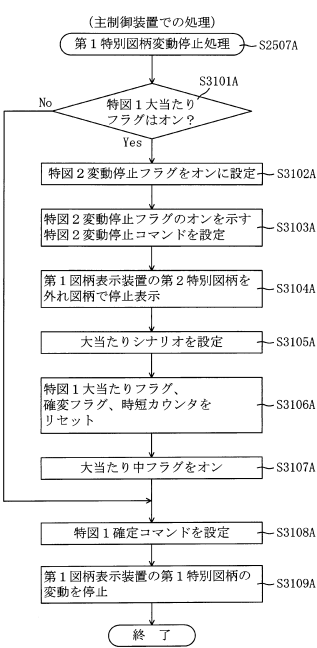 (主制御装置での処理)
第1特別図柄変動停止処理
S2507A
S3101A
No
特図1大当たり
フラグはオン?
Yes
特図2変動停止フラグをオンに設定
S3102A
特図2変動停止フラグのオンを示す
特図2変動停止コマンドを設定
S3103A
第1図柄表示装置の第2特別図柄を
外れ図柄で停止表示
S3104A
大当たりシナリオを設定
S3105A
特図1大当たりフラグ、
確変フラグ、時短カウンタを
リセット
S3106A
大当たり中フラグをオン
S3107A
特図1確定コマンドを設定
S3108A
第1図柄表示装置の第1特別図柄の
変動を停止
S3109A
終 了